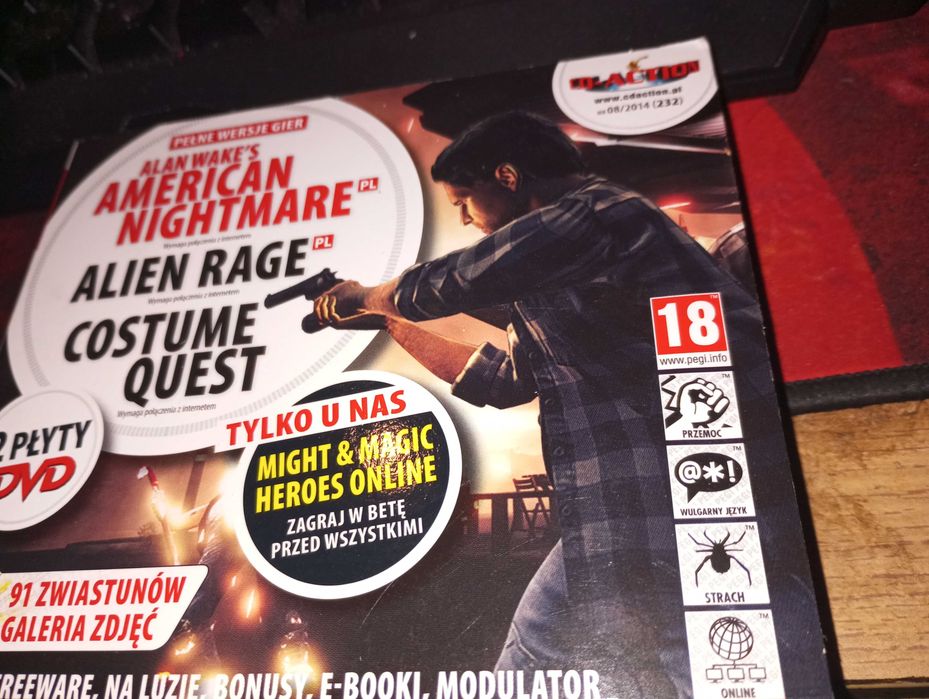 CD-ACTION
www.cdaction.pl
nr 08/2014 (232)
PEŁNE WERSJE GIER
ALAN WAKE'S
AMERICAN
NIGHTMARE PL
Wymaga połączenia z Internetem
ALIEN RAGE PL
Wymaga połączenia z Internetem
COSTUME
QUEST
Wymaga połączenia z Internetem
2 PŁYTY
DVD
TYLKO U NAS
MIGHT & MAGIC
HEROES ONLINE
ZAGRAJ W BETĘ
PRZED WSZYSTKIMI
91 ZWIASTUNÓW
GALERIA ZDJĘĆ
FREEWARE, NA LUZIE, BONUSY, E-BOOKI, MODULATOR
18
www.pegi.info
PRZEMOC
@*!
WULGARNY JĘZYK
STRACH
ONLINE